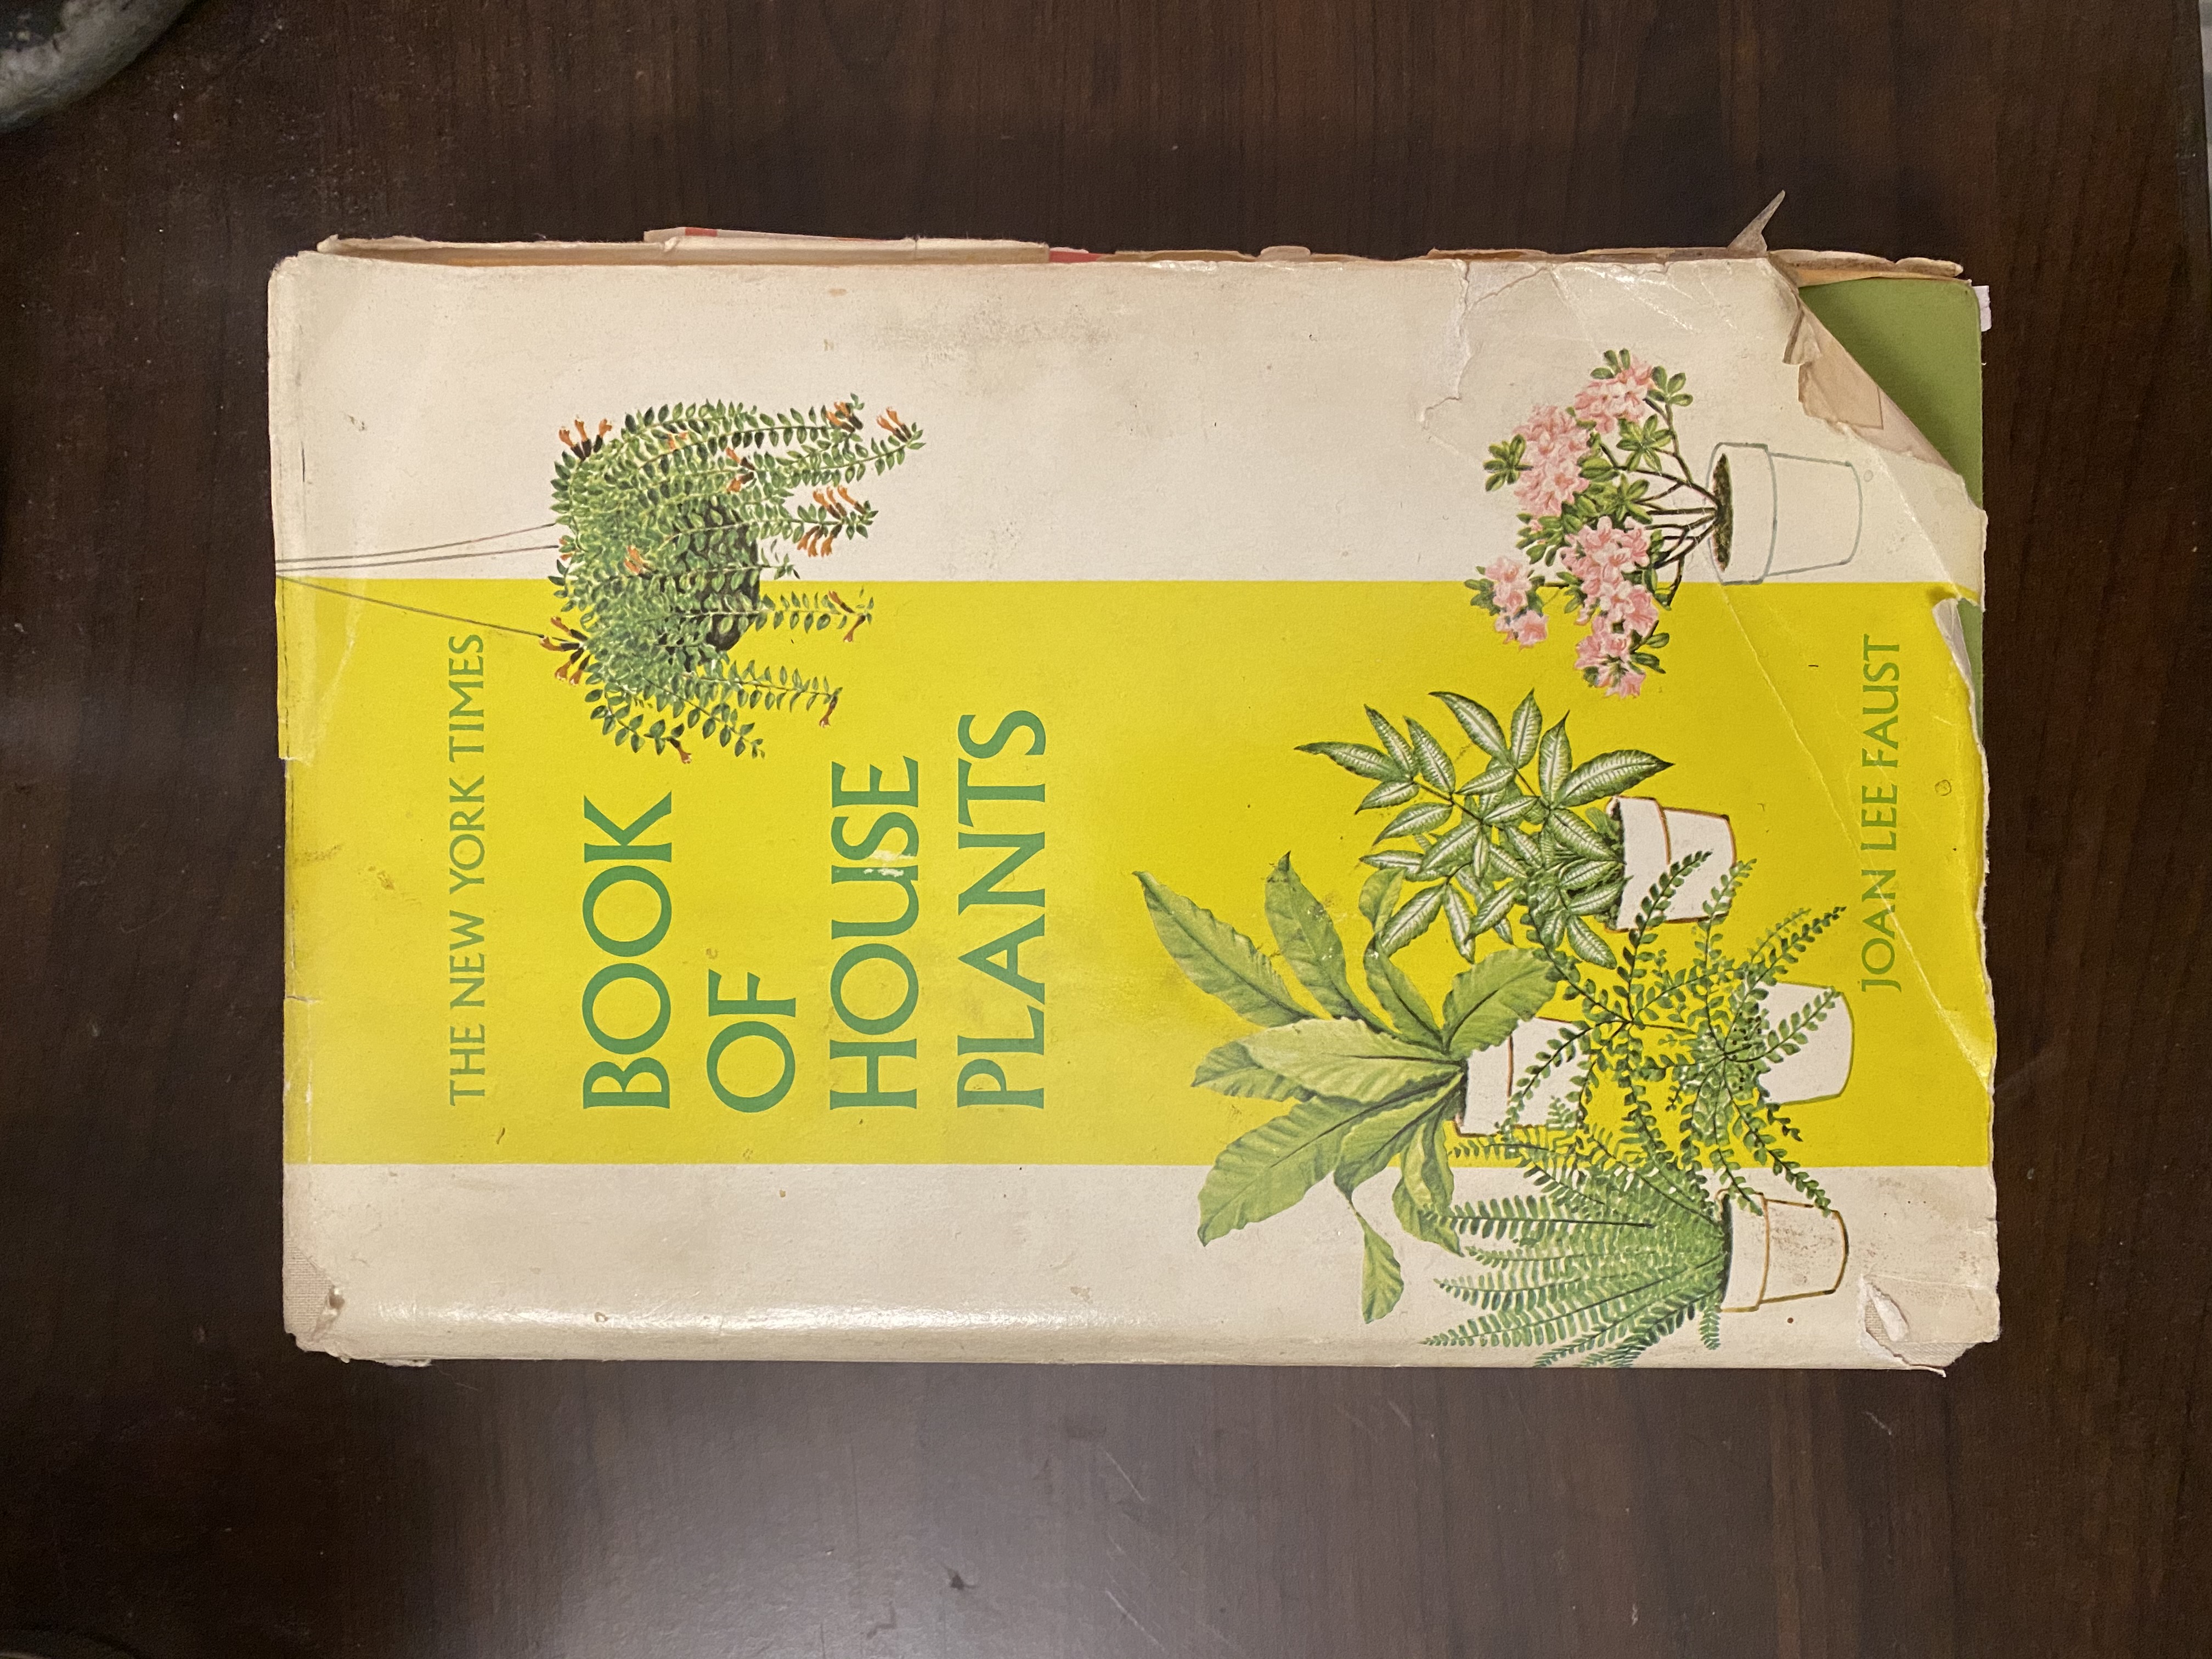 THE NEW YORK TIMES
BOOK
OF
HOUSE
PLANTS
JOAN LEE FAUST